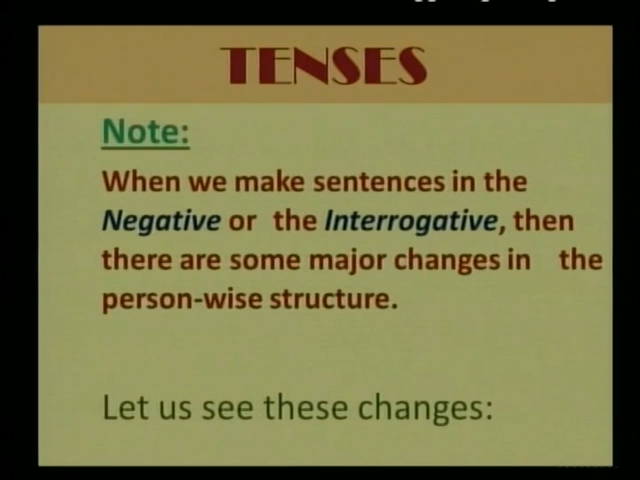 TENSES
Note:
When we make sentences in the
Negative or the Interrogative, then
there are some major changes in the
person-wise structure.
Let us see these changes: